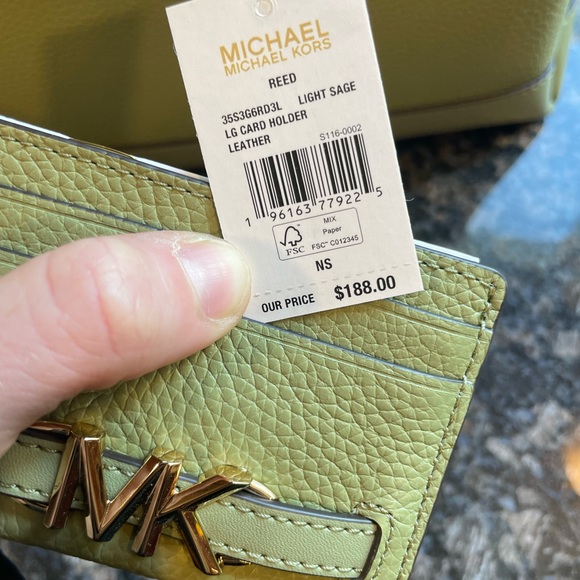 MICHAEL
MICHAEL KORS
REED
35S3G6RD3L LIGHT SAGE
LG CARD HOLDER
LEATHER S116-0002
1 96163 77922 5
FSC
MIX
Paper
FSC™ C012345
NS
OUR PRICE $188.00
MK